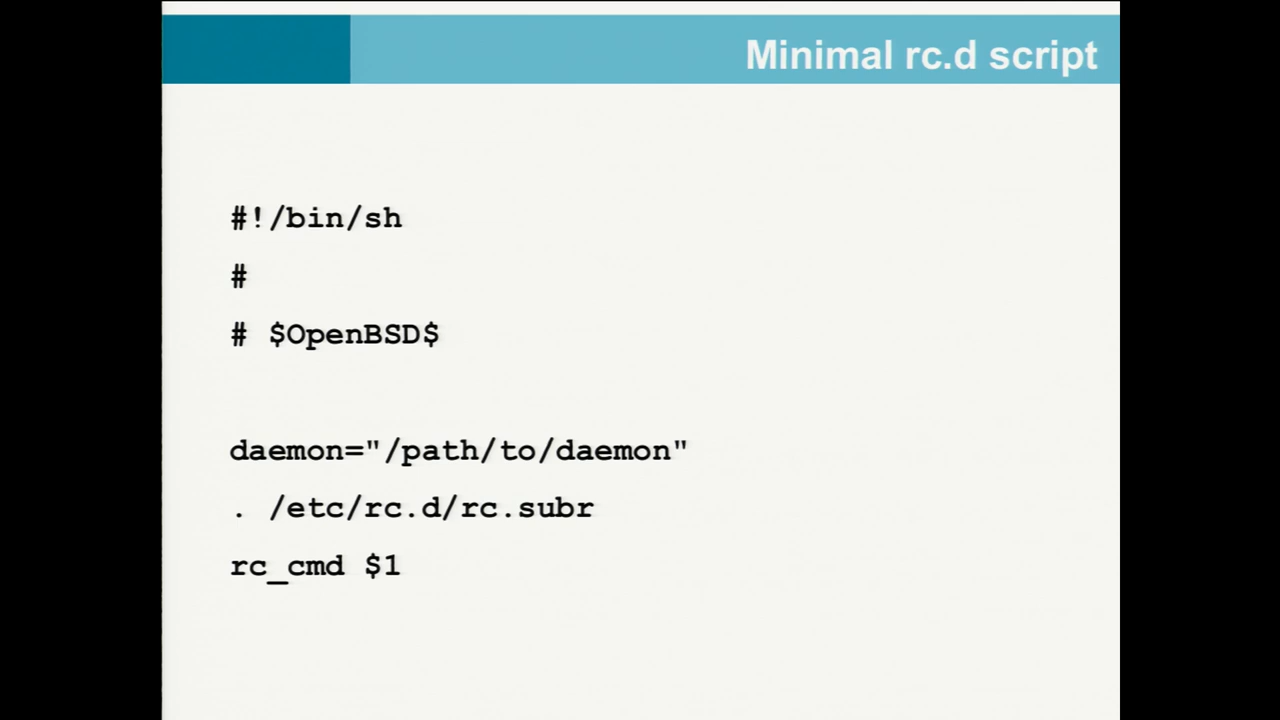 Minimal rc.d script
#!/bin/sh
#
# $OpenBSD$
daemon="/path/to/daemon"
. /etc/rc.d/rc.subr
rc_cmd $1